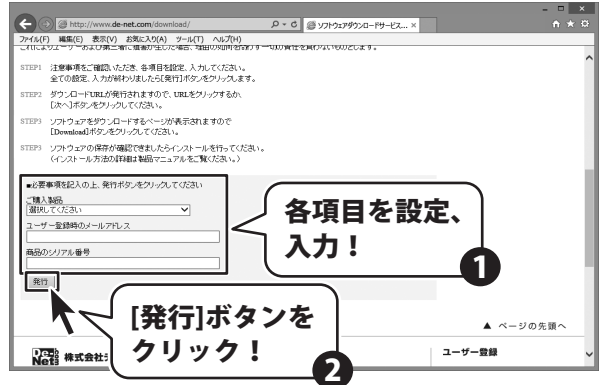 http://www.de-net.com/download/
ソフトウェアダウンロードサービス... ×
ファイル(F) 編集(E) 表示(V) お気に入り(A) ツール(T) ヘルプ(H)
STEP1 注意事項をご確認いただき、各項目を設定、入力してください。
全ての設定、入力が終わりましたら[発行]ボタンをクリックします。
STEP2 ダウンロードURLが発行されますので、URLをクリックするか、
[次へ]ボタンをクリックしてください。
STEP3 ソフトウェアをダウンロードするページが表示されますので
[Download]ボタンをクリックしてください。
STEP3 ソフトウェアの保存が確認できましたらインストールを行ってください。
(インストール方法の詳細は製品マニュアルをご覧ください。)
■必要事項を記入の上、発行ボタンをクリックしてください
ご購入製品
選択してください
ユーザー登録時のメールアドレス
商品のシリアル番号
発行
各項目を設定、
入力！
1
[発行]ボタンを
クリック！
2
▲ ページの先頭へ
De-Net 株式会社デ
ユーザー登録